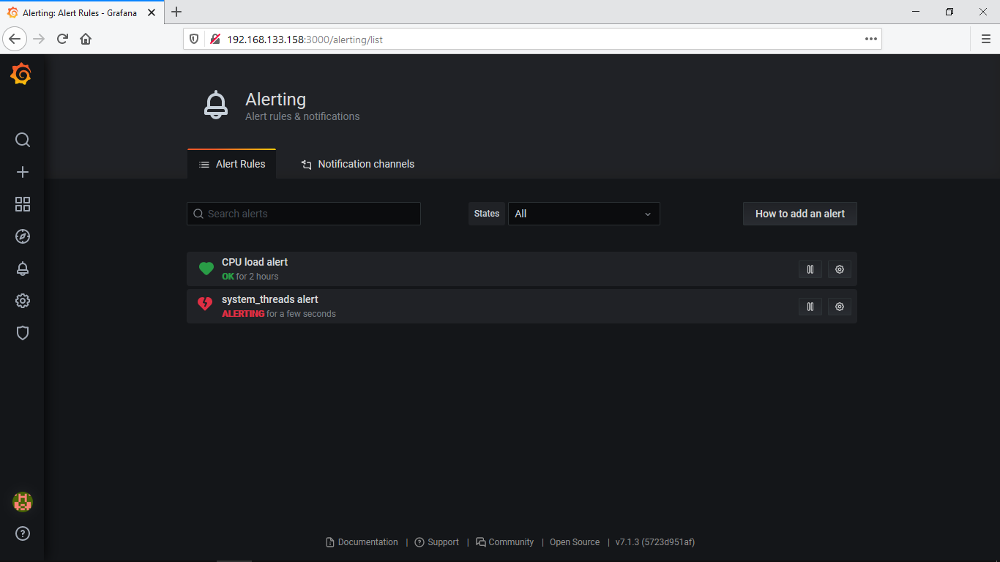 Alerting: Alert Rules - Grafana
192.168.133.158:3000/alerting/list
Alerting
Alert rules & notifications
Alert Rules
Notification channels
Search alerts
States
All
How to add an alert
CPU load alert
OK for 2 hours
system_threads alert
ALERTING for a few seconds
Documentation | Support | Community | Open Source | v7.1.3 (5723d951af)